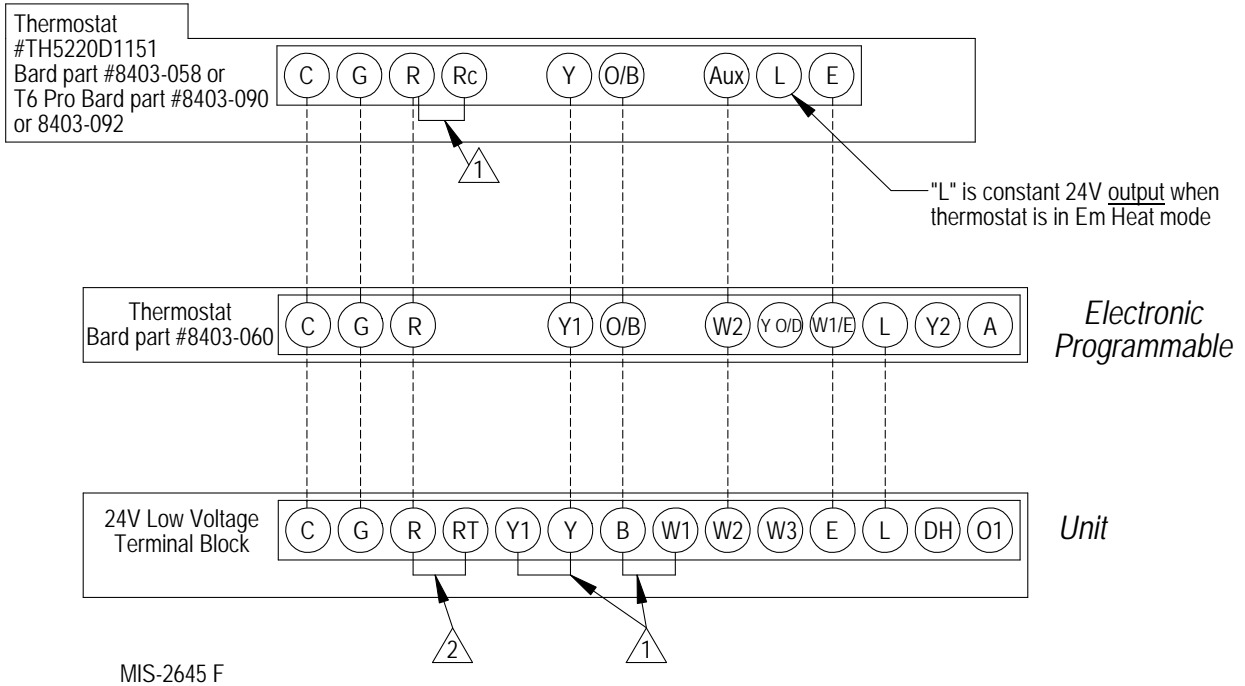 Thermostat
#TH5220D1151
Bard part #8403-058 or
T6 Pro Bard part #8403-090
or 8403-092
C G R Rc Y O/B Aux L E
1
"L" is constant 24V output when
thermostat is in Em Heat mode
Thermostat
Bard part #8403-060
C G R Y1 O/B W2 Y O/D W1/E L Y2 A
Electronic
Programmable
24V Low Voltage
Terminal Block
C G R RT Y1 Y B W1 W2 W3 E L DH O1
Unit
2 1
MIS-2645 F